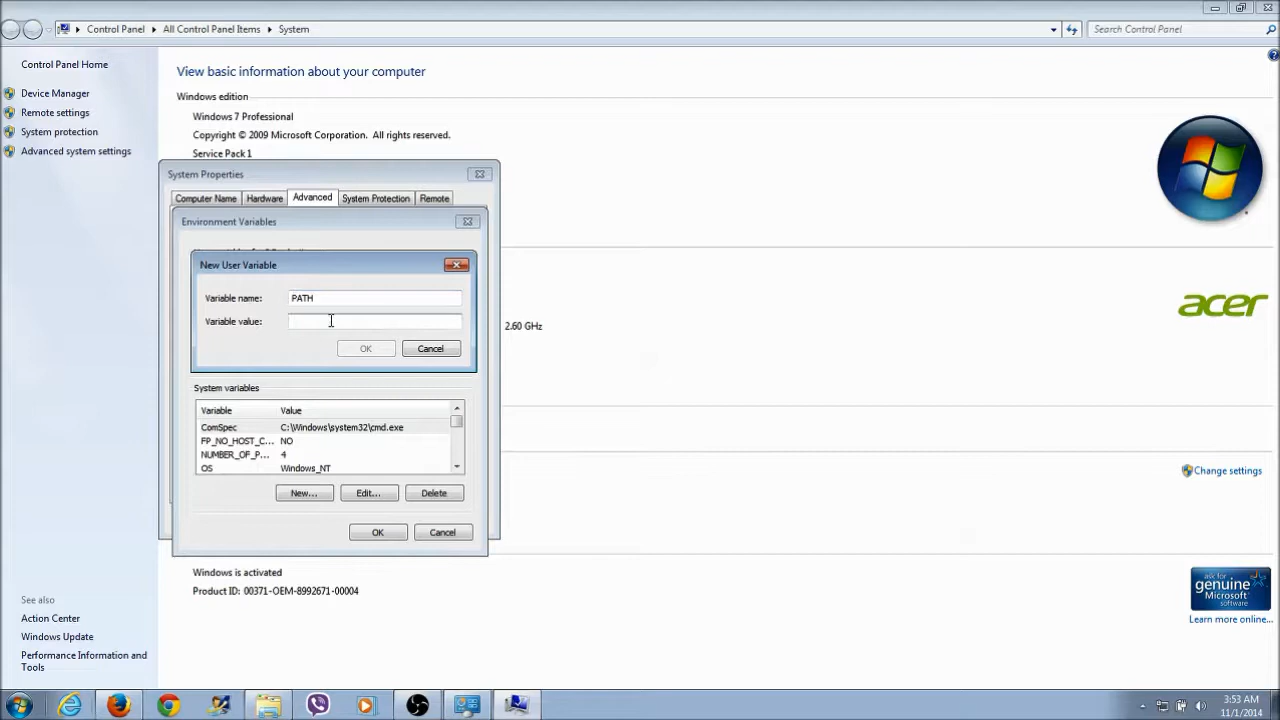 Control Panel
All Control Panel Items
System
Search Control Panel
Control Panel Home
Device Manager
Remote settings
System protection
Advanced system settings
View basic information about your computer
Windows edition
Windows 7 Professional
Copyright © 2009 Microsoft Corporation. All rights reserved.
Service Pack 1
System Properties
Computer Name
Hardware
Advanced
System Protection
Remote
Environment Variables
New User Variable
Variable name:
PATH
Variable value:
OK
Cancel
System variables
Variable
Value
ComSpec
C:\Windows\system32\cmd.exe
FP_NO_HOST_C...
NO
NUMBER_OF_P...
4
OS
Windows_NT
New...
Edit...
Delete
OK
Cancel
2.60 GHz
acer
Change settings
Windows is activated
Product ID: 00371-OEM-8992671-00004
ask for
genuine
Microsoft
software
Learn more online...
See also
Action Center
Windows Update
Performance Information and
Tools
3:53 AM
11/1/2014